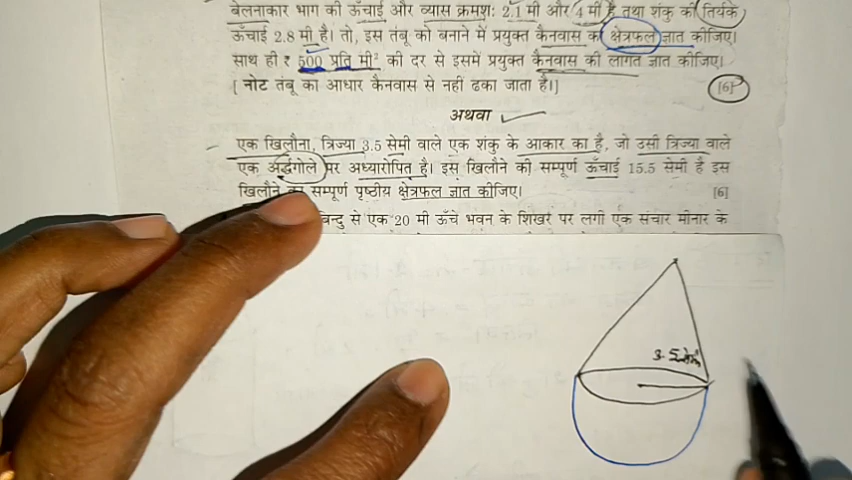 बेलनाकार भाग की ऊँचाई और व्यास क्रमश: 2.1 मी और 4 मी है तथा शंकु की तिर्यक
ऊँचाई 2.8 मी है। तो, इस तंबू को बनाने में प्रयुक्त कैनवास का क्षेत्रफल ज्ञात कीजिए।
साथ ही ₹ 500 प्रति मी² की दर से इसमें प्रयुक्त कैनवास की लागत ज्ञात कीजिए।
[ नोट तंबू का आधार कैनवास से नहीं ढका जाता है।] [6]
अथवा
एक खिलौना, त्रिज्या 3.5 सेमी वाले एक शंकु के आकार का है, जो उसी त्रिज्या वाले
एक अर्द्धगोले पर अध्यारोपित है। इस खिलौने की सम्पूर्ण ऊँचाई 15.5 सेमी है इस
खिलौने का सम्पूर्ण पृष्ठीय क्षेत्रफल ज्ञात कीजिए। [6]
बिन्दु से एक 20 मी ऊँचे भवन के शिखर पर लगी एक संचार मीनार के
3.5सेमी